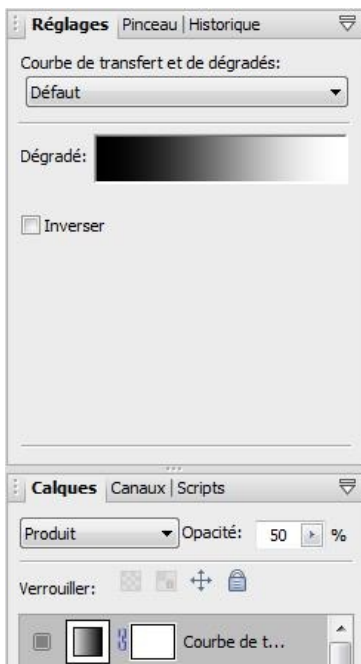 Réglages Pinceau | Historique
Courbe de transfert et de dégradés:
Défaut
Dégradé:
Inverser
Calques Canaux | Scripts
Produit Opacité: 50 %
Verrouiller:
Courbe de t...